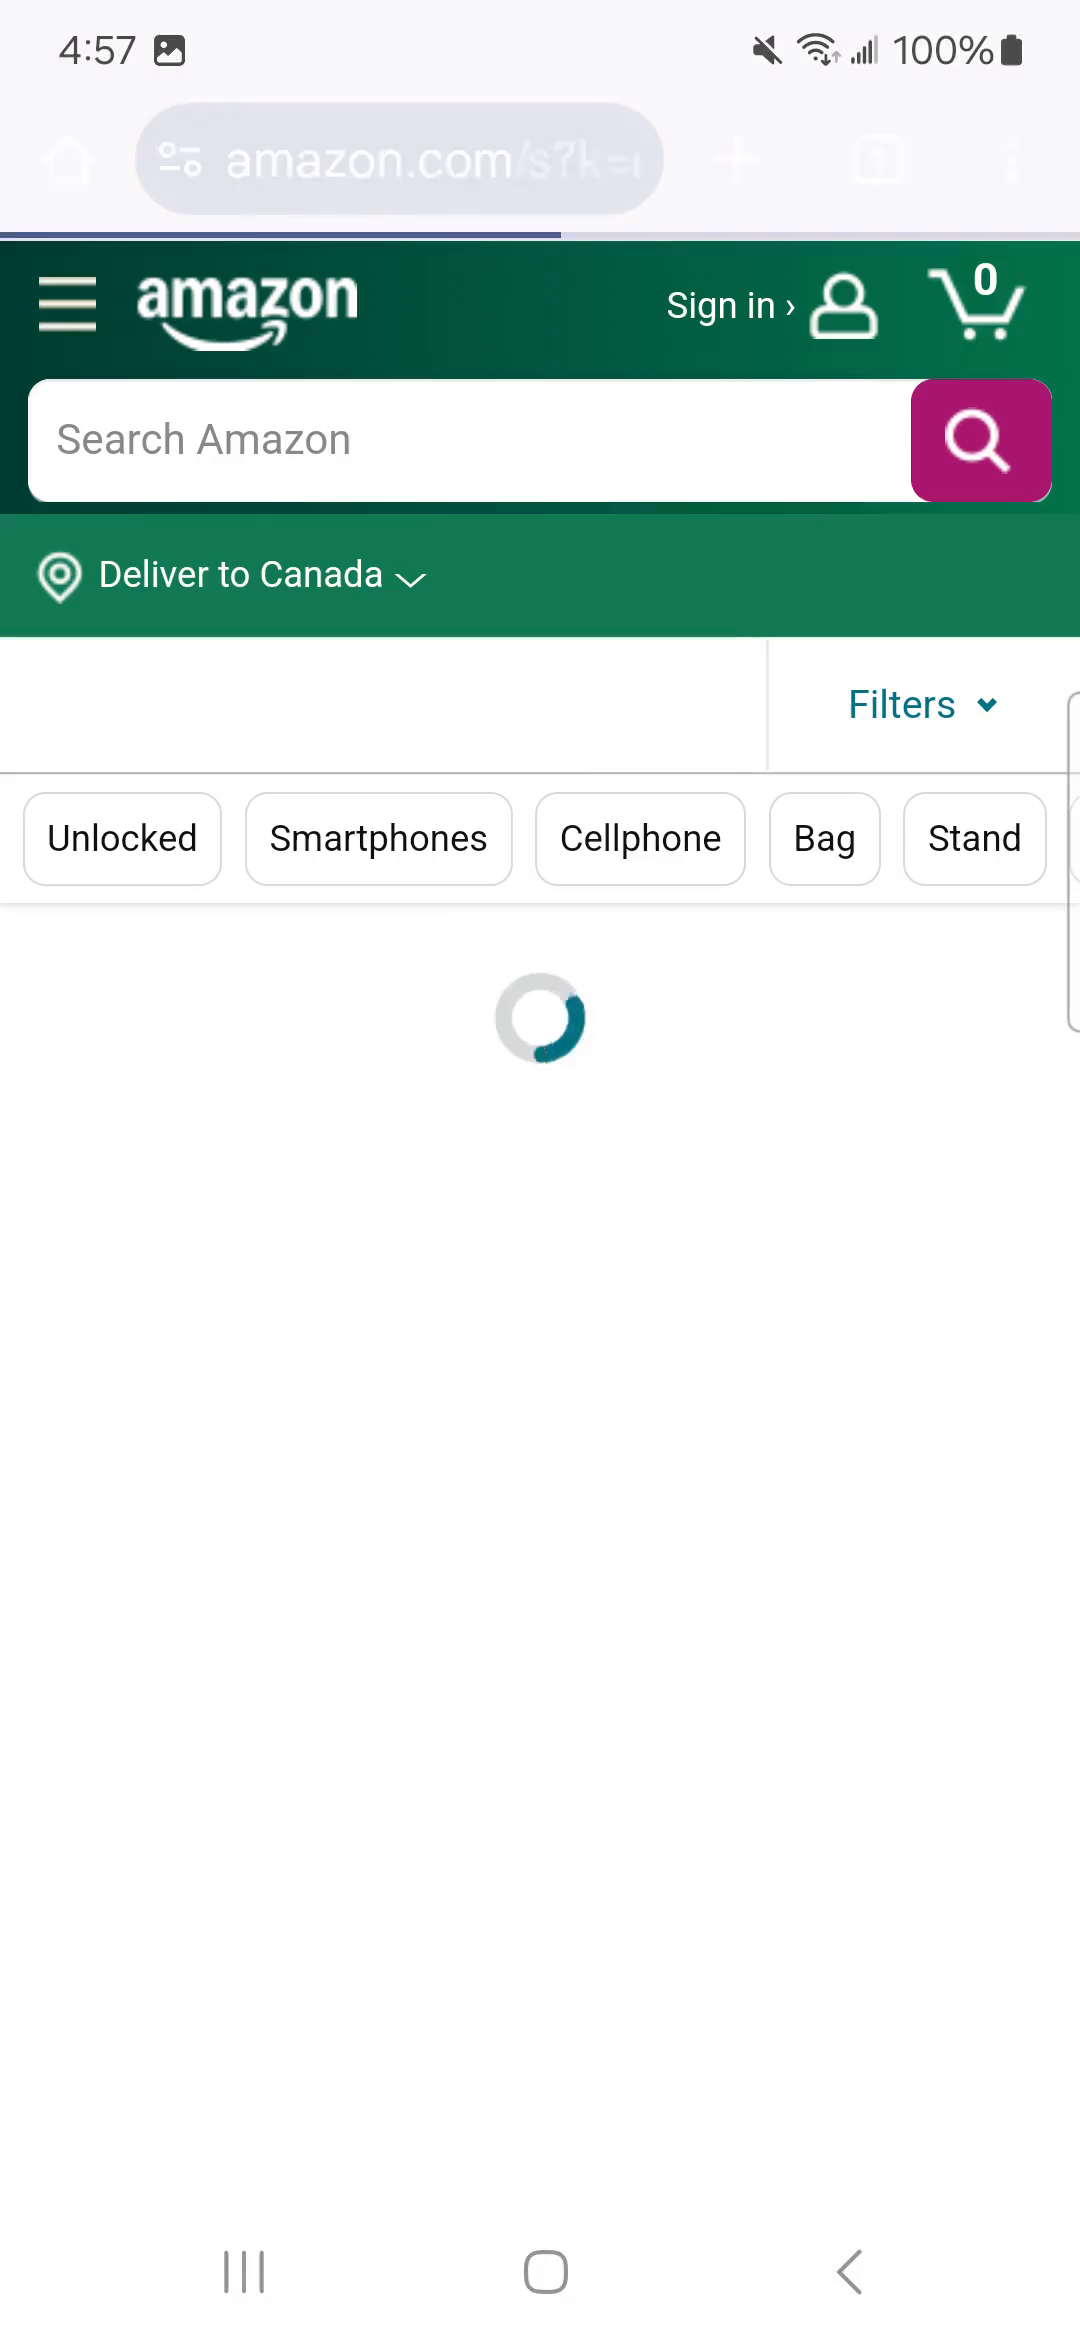 4:57 100%
amazon.com/s?k=
amazon Sign in › 0
Search Amazon
Deliver to Canada
Filters
Unlocked Smartphones Cellphone Bag Stand